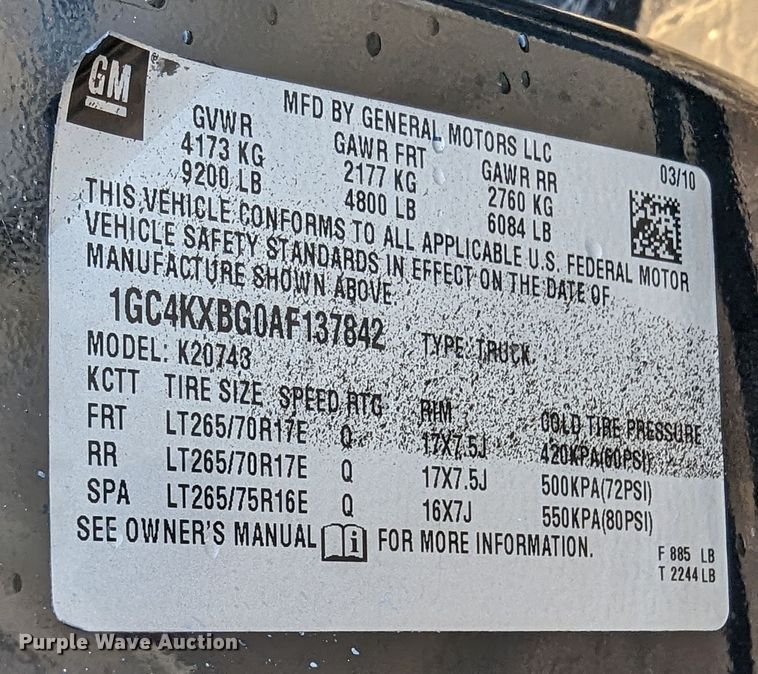 GM
MFD BY GENERAL MOTORS LLC
03/10
GVWR GAWR FRT GAWR RR
4173 KG 2177 KG 2760 KG
9200 LB 4800 LB 6084 LB
THIS VEHICLE CONFORMS TO ALL APPLICABLE U.S. FEDERAL MOTOR
VEHICLE SAFETY STANDARDS IN EFFECT ON THE DATE OF
MANUFACTURE SHOWN ABOVE.
1GC4KXBG0AF137842 TYPE: TRUCK
MODEL: K20743
KCTT TIRE SIZE SPEED RTG RIM COLD TIRE PRESSURE
FRT LT265/70R17E Q 17X7.5J 420KPA(60PSI)
RR LT265/70R17E Q 17X7.5J 500KPA(72PSI)
SPA LT265/75R16E Q 16X7J 550KPA(80PSI)
SEE OWNER'S MANUAL i FOR MORE INFORMATION.
F 885 LB
T 2244 LB
Purple Wave Auction